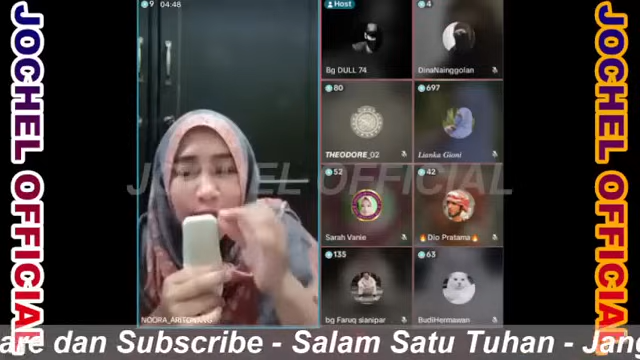 JOCHEL OFFICIAL
9 04:48
Host
Bg DULL 74
4
DinaNainggolan
80
THEODORE_02
697
Lianka Gioni
52
Sarah Vanie
42
🔥Dio Pratama🔥
135
bg Faruq sianipar
63
BudiHermawan
JOCHEL OFFICIAL
JOCHEL OFFICIAL
are dan Subscribe - Salam Satu Tuhan - Jang